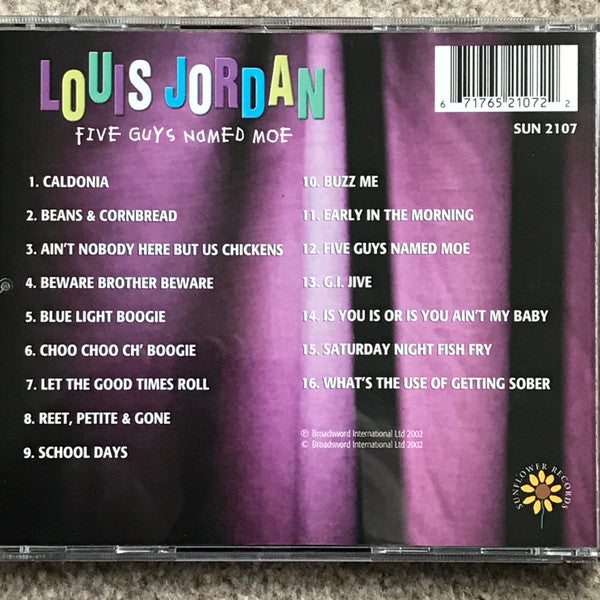 LOUIS JORDAN
FIVE GUYS NAMED MOE
6 71765 21072 2
SUN 2107
1. CALDONIA
2. BEANS & CORNBREAD
3. AIN'T NOBODY HERE BUT US CHICKENS
4. BEWARE BROTHER BEWARE
5. BLUE LIGHT BOOGIE
6. CHOO CHOO CH' BOOGIE
7. LET THE GOOD TIMES ROLL
8. REET, PETITE & GONE
9. SCHOOL DAYS
10. BUZZ ME
11. EARLY IN THE MORNING
12. FIVE GUYS NAMED MOE
13. G.I. JIVE
14. IS YOU IS OR IS YOU AIN'T MY BABY
15. SATURDAY NIGHT FISH FRY
16. WHAT'S THE USE OF GETTING SOBER
℗ Broadsword International Ltd 2002
© Broadsword International Ltd 2002
SUNFLOWER RECORDS